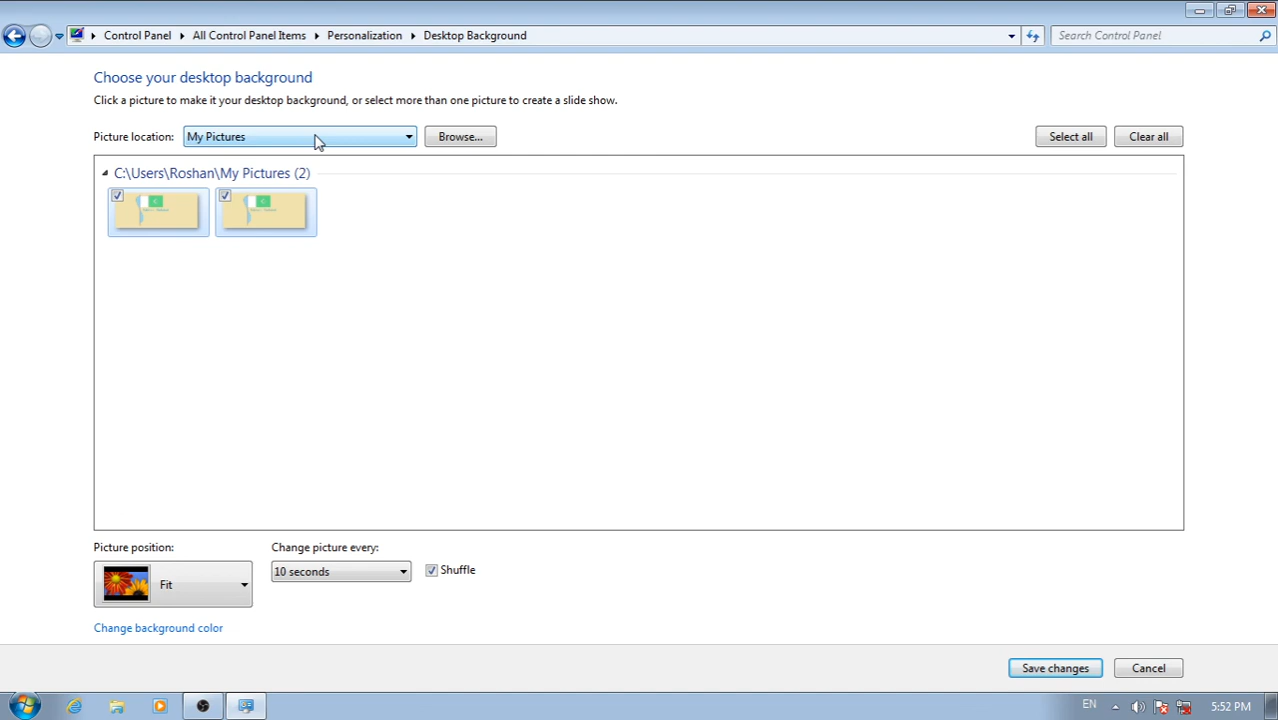 Control Panel All Control Panel Items Personalization Desktop Background Search Control Panel
Choose your desktop background
Click a picture to make it your desktop background, or select more than one picture to create a slide show.
Picture location: My Pictures Browse... Select all Clear all
C:\Users\Roshan\My Pictures (2)
Picture position: Change picture every:
Fit 10 seconds Shuffle
Change background color
Save changes Cancel
EN 5:52 PM